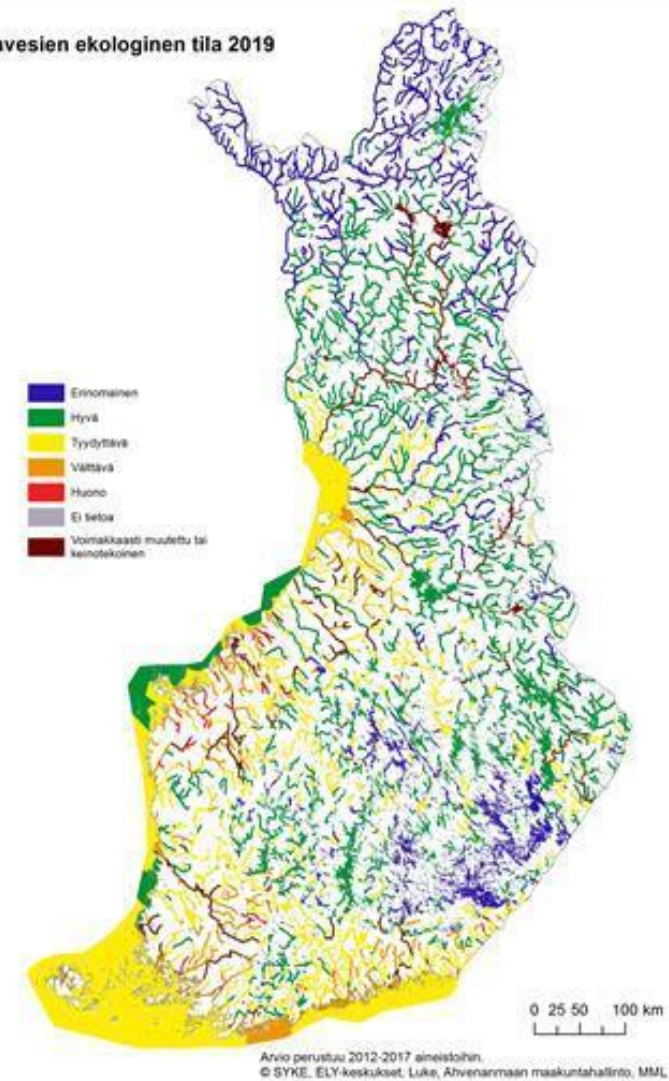 vesien ekologinen tila 2019
Erinomainen
Hyvä
Tyydyttävä
Välttävä
Huono
Ei tietoa
Voimakkaasti muutettu tai
keinotekoinen
0 25 50 100 km
Arvio perustuu 2012-2017 aineistoihin.
© SYKE, ELY-keskukset, Luke, Ahvenanmaan maakuntahallinto, MML